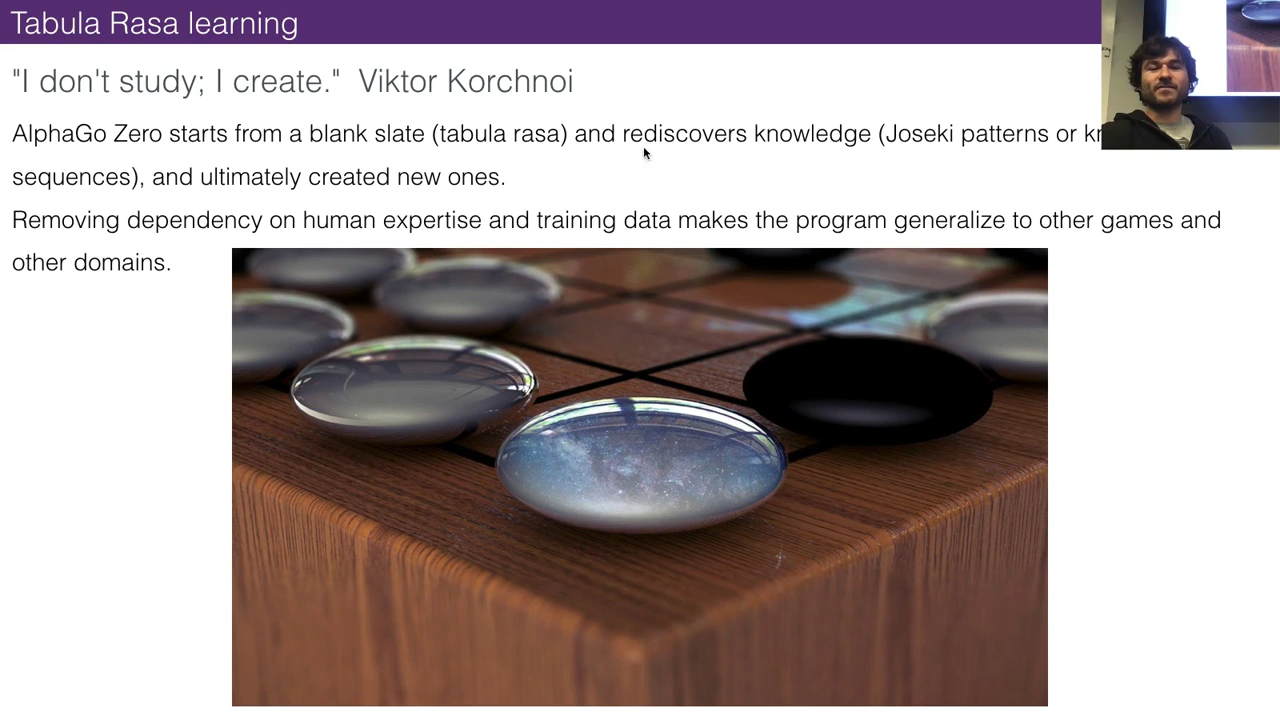 Tabula Rasa learning
"I don't study; I create."  Viktor Korchnoi
AlphaGo Zero starts from a blank slate (tabula rasa) and rediscovers knowledge (Joseki patterns or
sequences), and ultimately created new ones.
Removing dependency on human expertise and training data makes the program generalize to other games and
other domains.